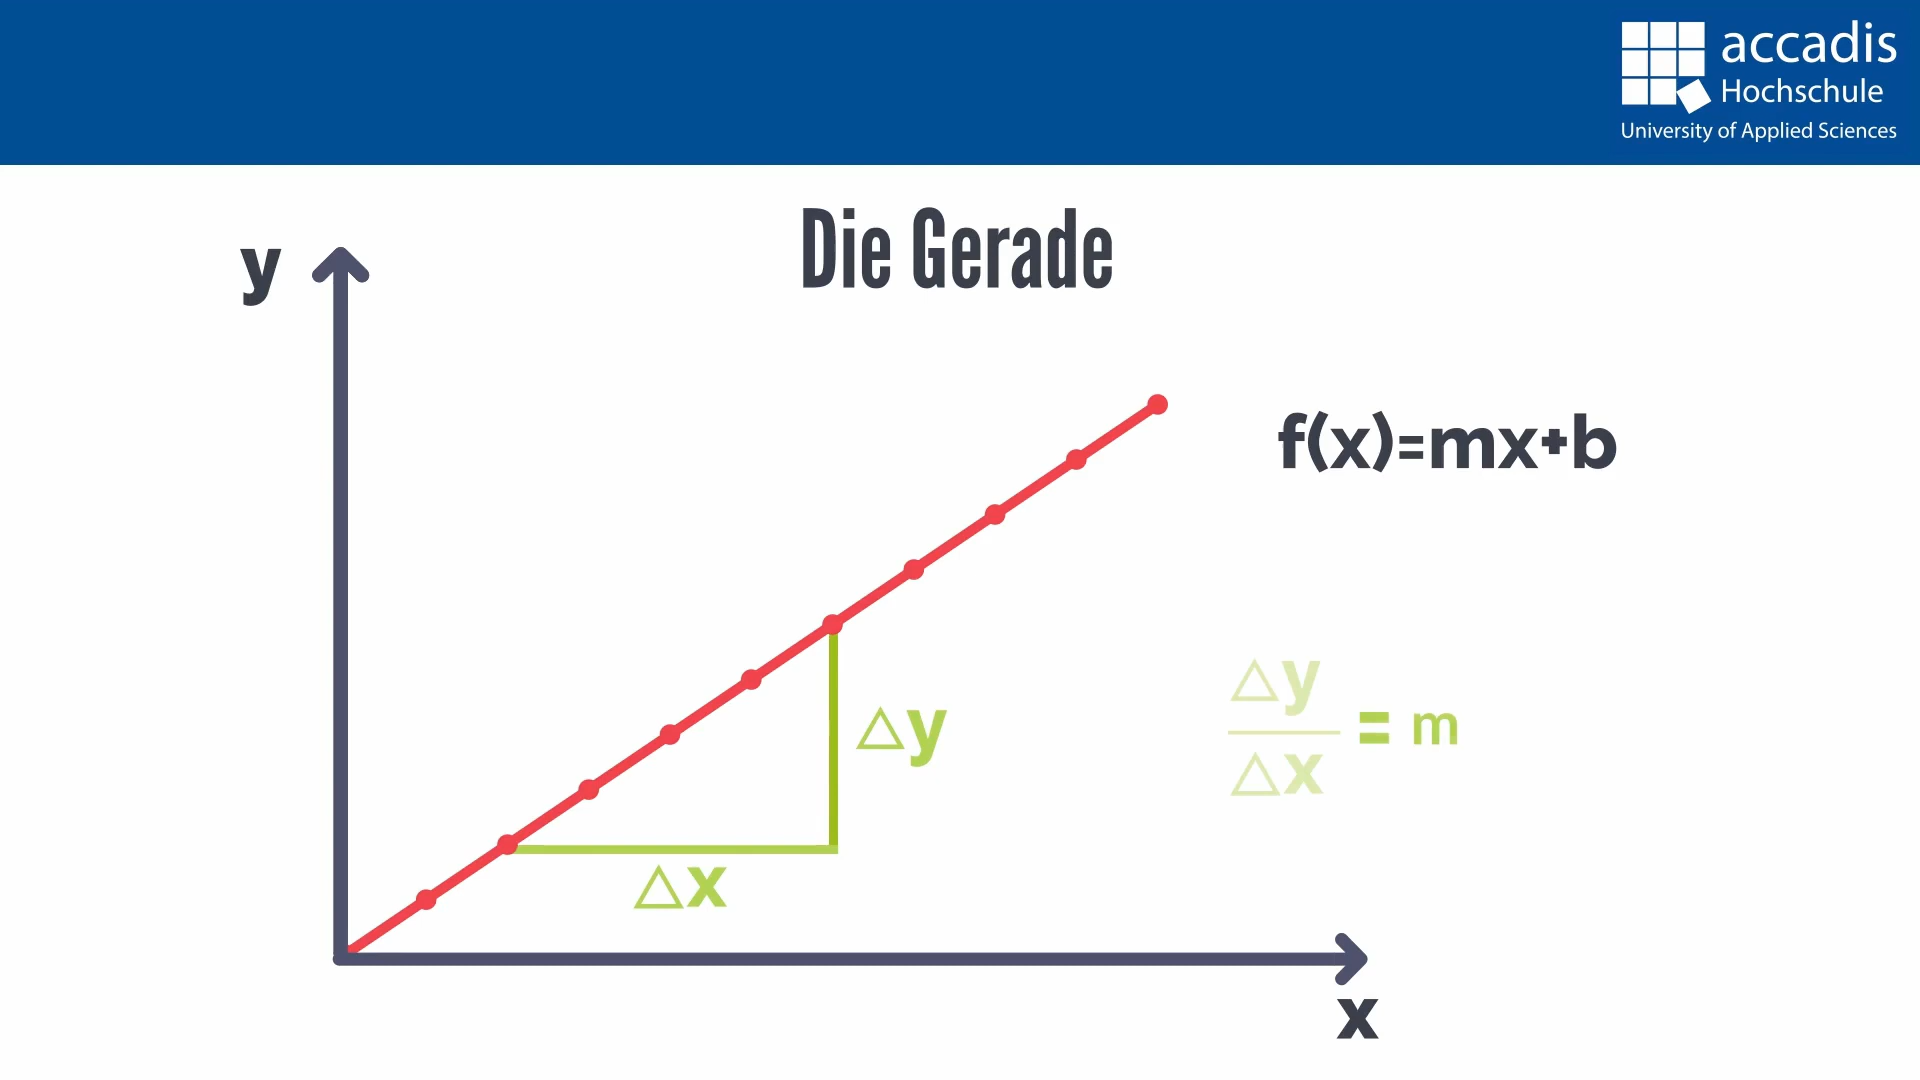 accadis
Hochschule
University of Applied Sciences
Die Gerade
y
f(x)=mx+b
△y
△y
△x
= m
△x
x